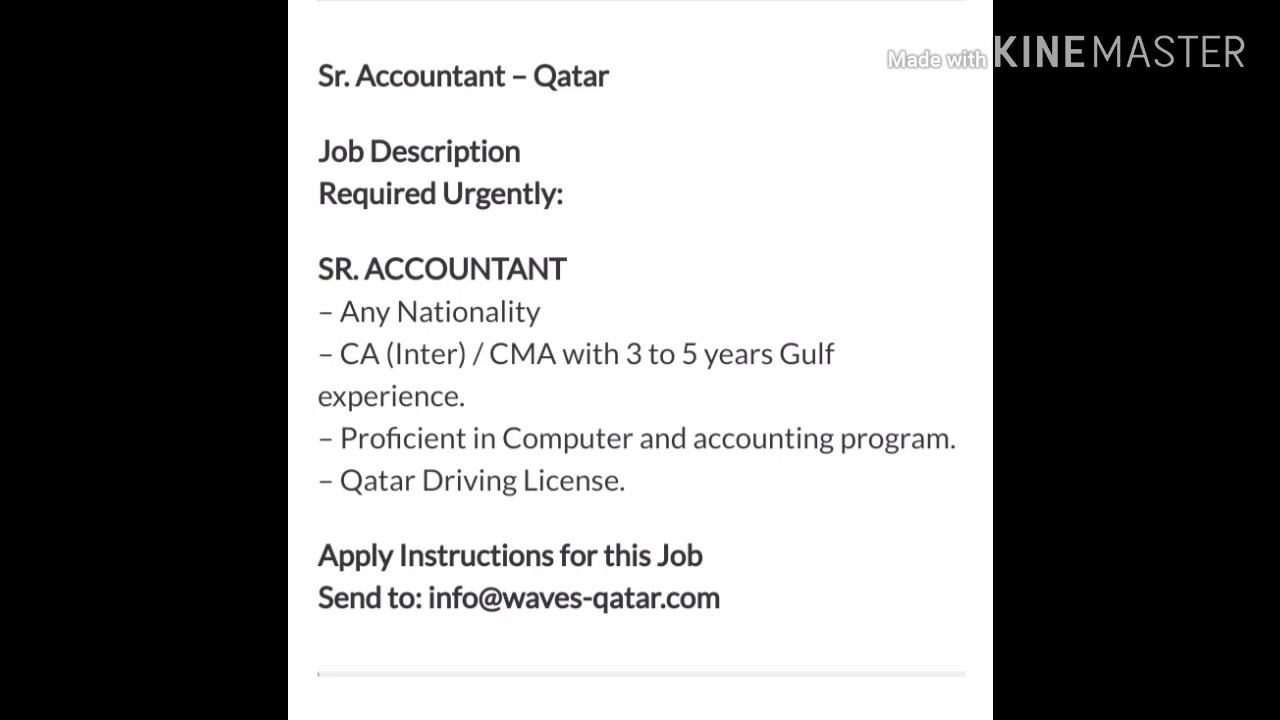 Made with KINEMASTER
Sr. Accountant – Qatar
Job Description
Required Urgently:
SR. ACCOUNTANT
– Any Nationality
– CA (Inter) / CMA with 3 to 5 years Gulf
experience.
– Proficient in Computer and accounting program.
– Qatar Driving License.
Apply Instructions for this Job
Send to: info@waves-qatar.com